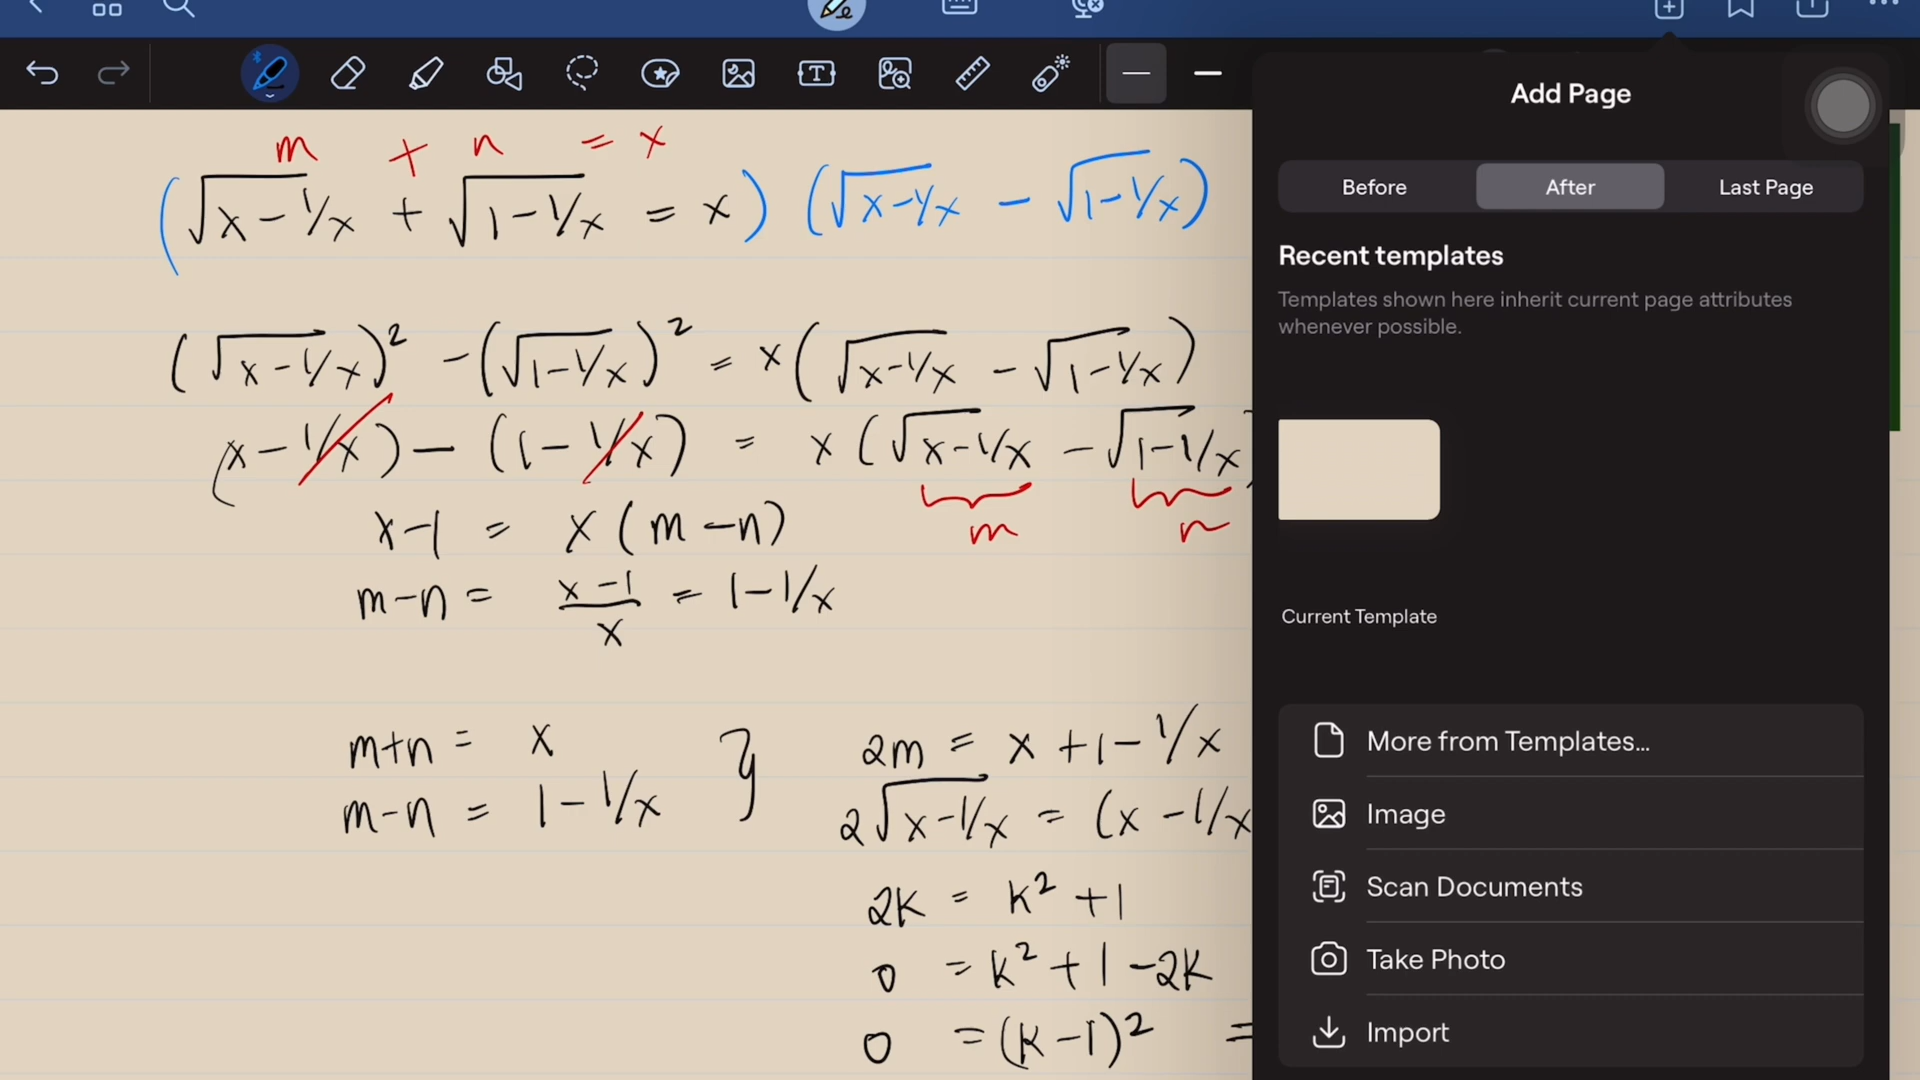 m + n = x
(√x-1/x + √1-1/x = x) (√x-1/x - √1-1/x)
(√x-1/x)² - (√1-1/x)² = x(√x-1/x - √1-1/x)
(x-1/x) - (1-1/x) = x(√x-1/x - √1-1/x)
m n
x-1 = x(m-n)
m-n = x-1/x = 1-1/x
m+n = x
m-n = 1-1/x
}
2m = x+1-1/x
2√x-1/x = (x-1/x
2k = k²+1
0 = k²+1-2k
0 = (k-1)² =
T
Add Page
Before After Last Page
Recent templates
Templates shown here inherit current page attributes
whenever possible.
Current Template
More from Templates...
Image
Scan Documents
Take Photo
Import